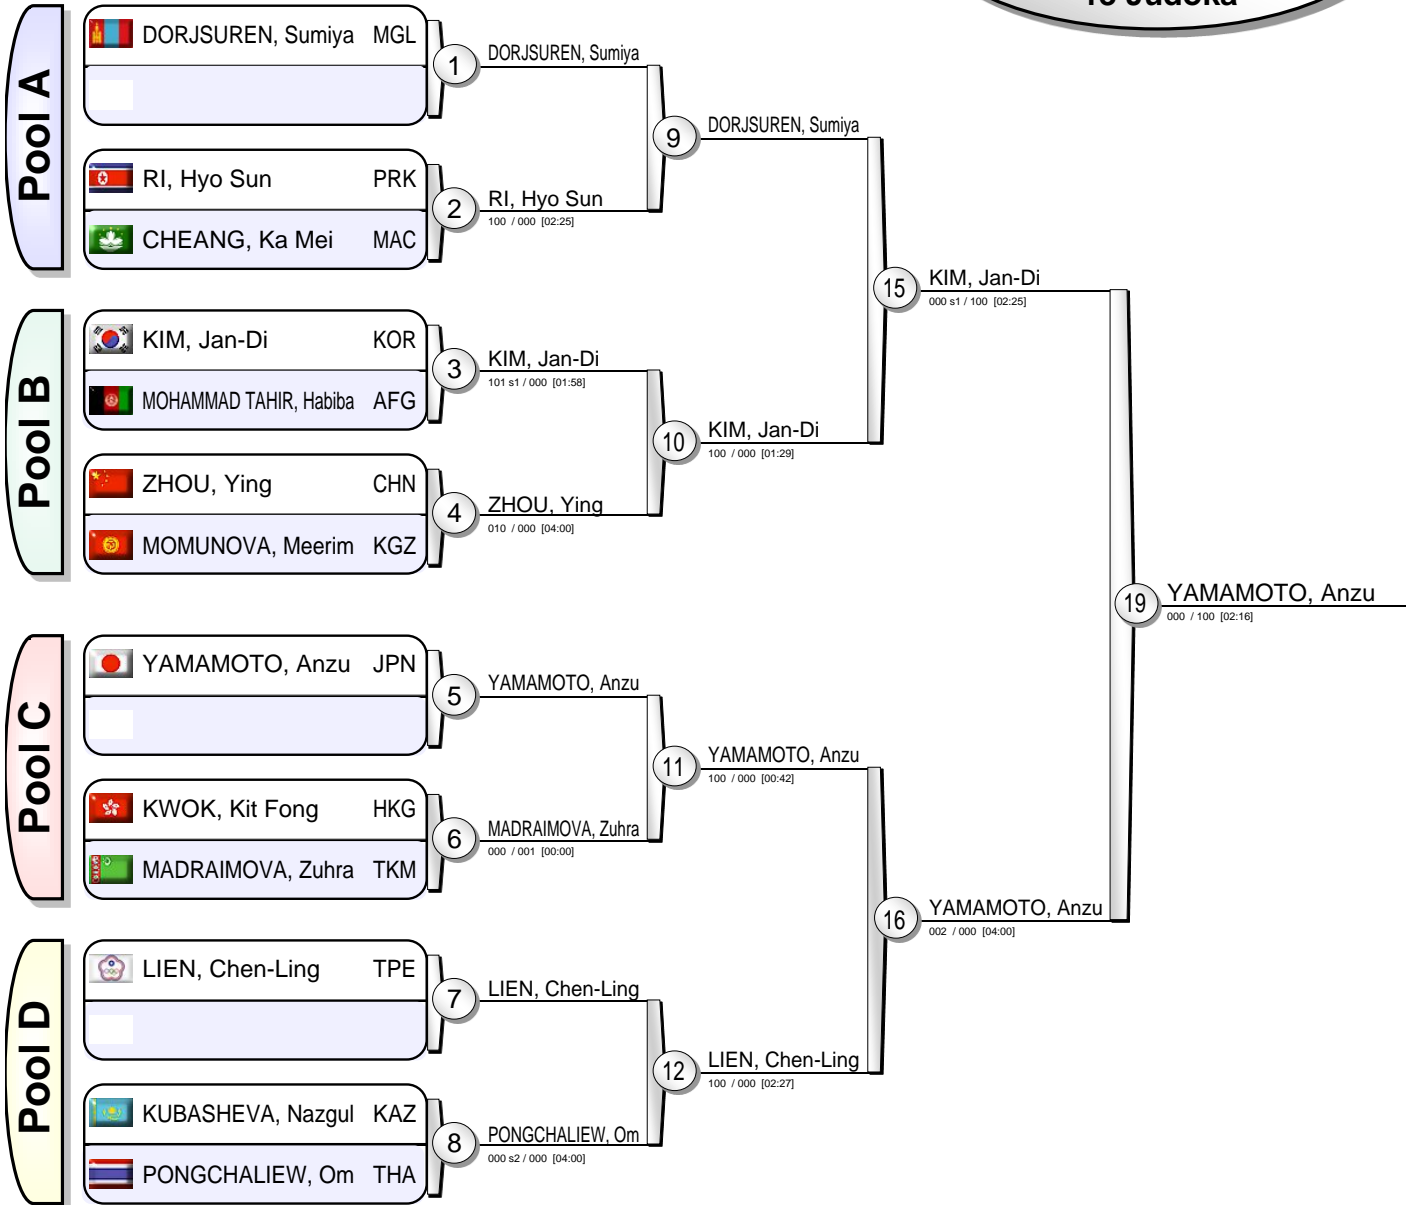 13 Judoka
Pool A
DORJSUREN, Sumiya MGL
RI, Hyo Sun PRK
CHEANG, Ka Mei MAC
1
DORJSUREN, Sumiya
2
RI, Hyo Sun
100 / 000 [02:25]
9
DORJSUREN, Sumiya
Pool B
KIM, Jan-Di KOR
MOHAMMAD TAHIR, Habiba AFG
ZHOU, Ying CHN
MOMUNOVA, Meerim KGZ
3
KIM, Jan-Di
101 s1 / 000 [01:58]
4
ZHOU, Ying
010 / 000 [04:00]
10
KIM, Jan-Di
100 / 000 [01:29]
15
KIM, Jan-Di
000 s1 / 100 [02:25]
Pool C
YAMAMOTO, Anzu JPN
KWOK, Kit Fong HKG
MADRAIMOVA, Zuhra TKM
5
YAMAMOTO, Anzu
6
MADRAIMOVA, Zuhra
000 / 001 [00:00]
11
YAMAMOTO, Anzu
100 / 000 [00:42]
Pool D
LIEN, Chen-Ling TPE
KUBASHEVA, Nazgul KAZ
PONGCHALIEW, Om THA
7
LIEN, Chen-Ling
8
PONGCHALIEW, Om
000 s2 / 000 [04:00]
12
LIEN, Chen-Ling
100 / 000 [02:27]
16
YAMAMOTO, Anzu
002 / 000 [04:00]
19
YAMAMOTO, Anzu
000 / 100 [02:16]